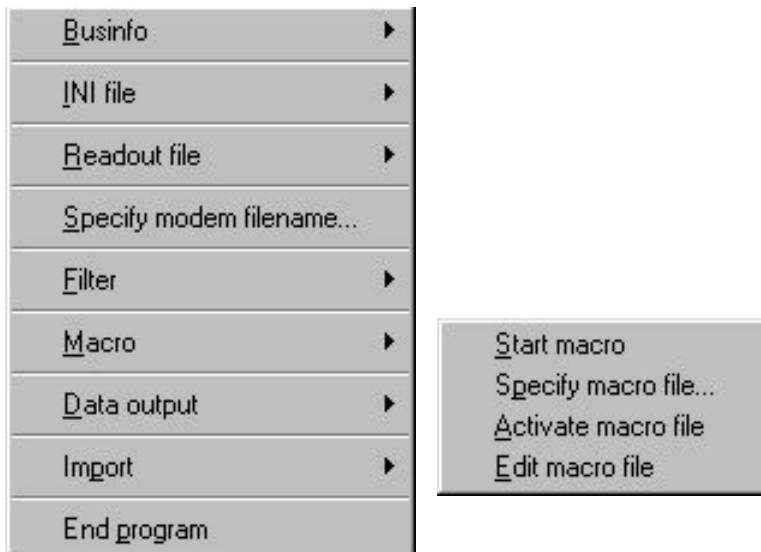 Businfo
INI file
Readout file
Specify modem filename...
Filter
Macro
Data output
Import
End program
Start macro
Specify macro file...
Activate macro file
Edit macro file